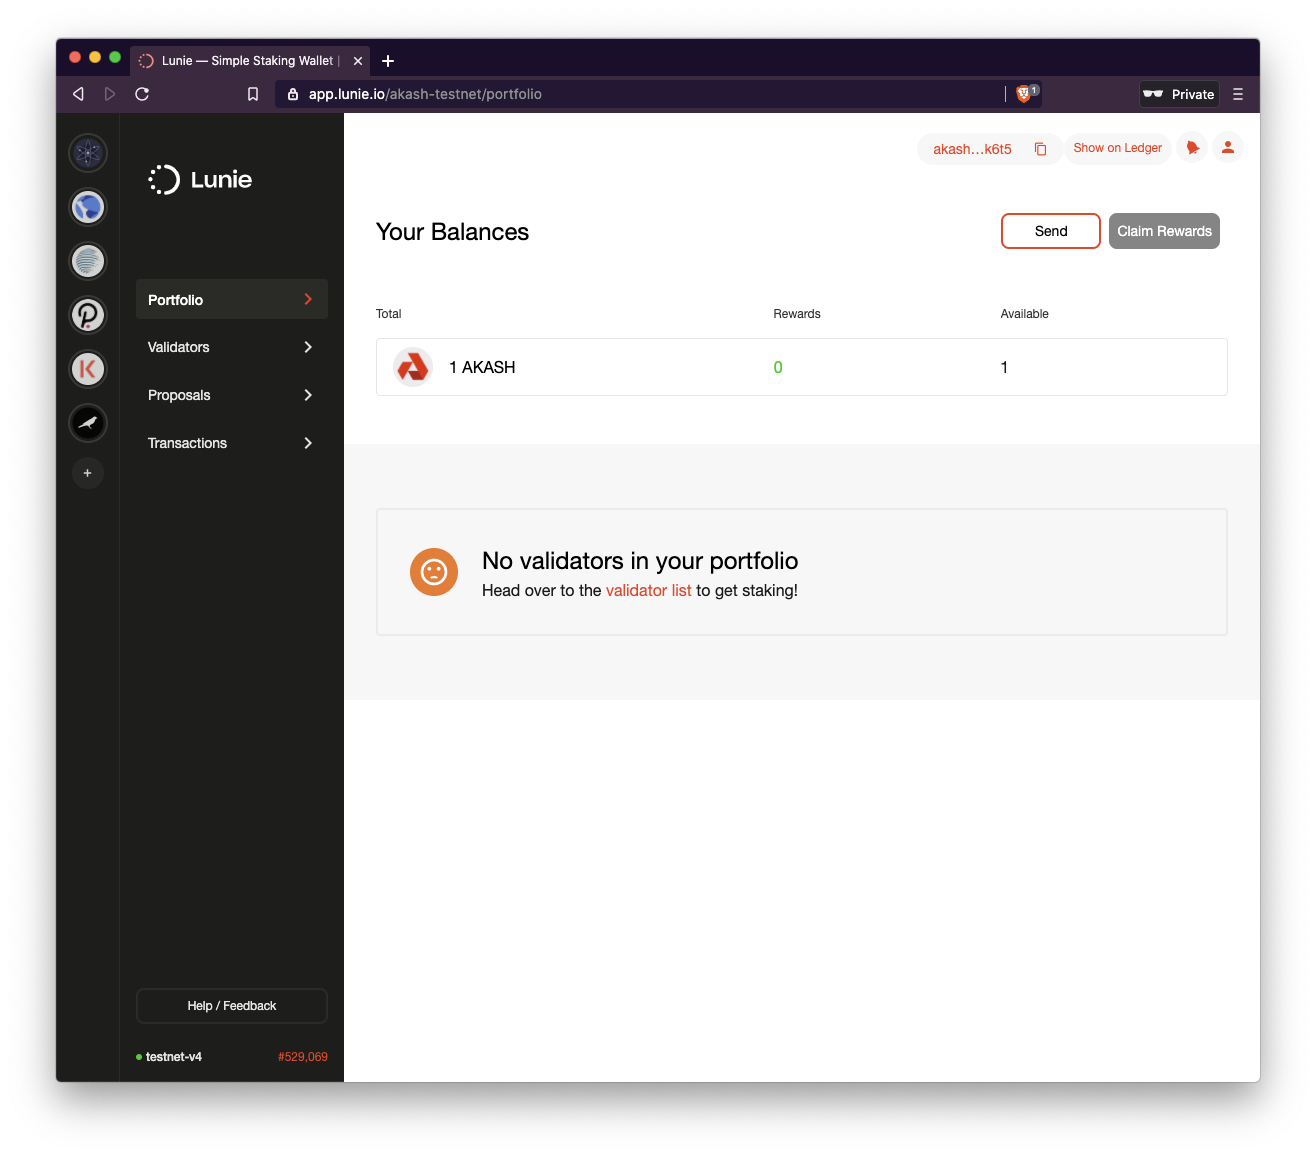 Lunie — Simple Staking Wallet |
app.lunie.io/akash-testnet/portfolio
1
Private
akash…k6t5
Show on Ledger
Lunie
Your Balances
Send
Claim Rewards
Portfolio
Validators
Proposals
Transactions
Total
Rewards
Available
1 AKASH
0
1
No validators in your portfolio
Head over to the validator list to get staking!
Help / Feedback
testnet-v4
#529,069